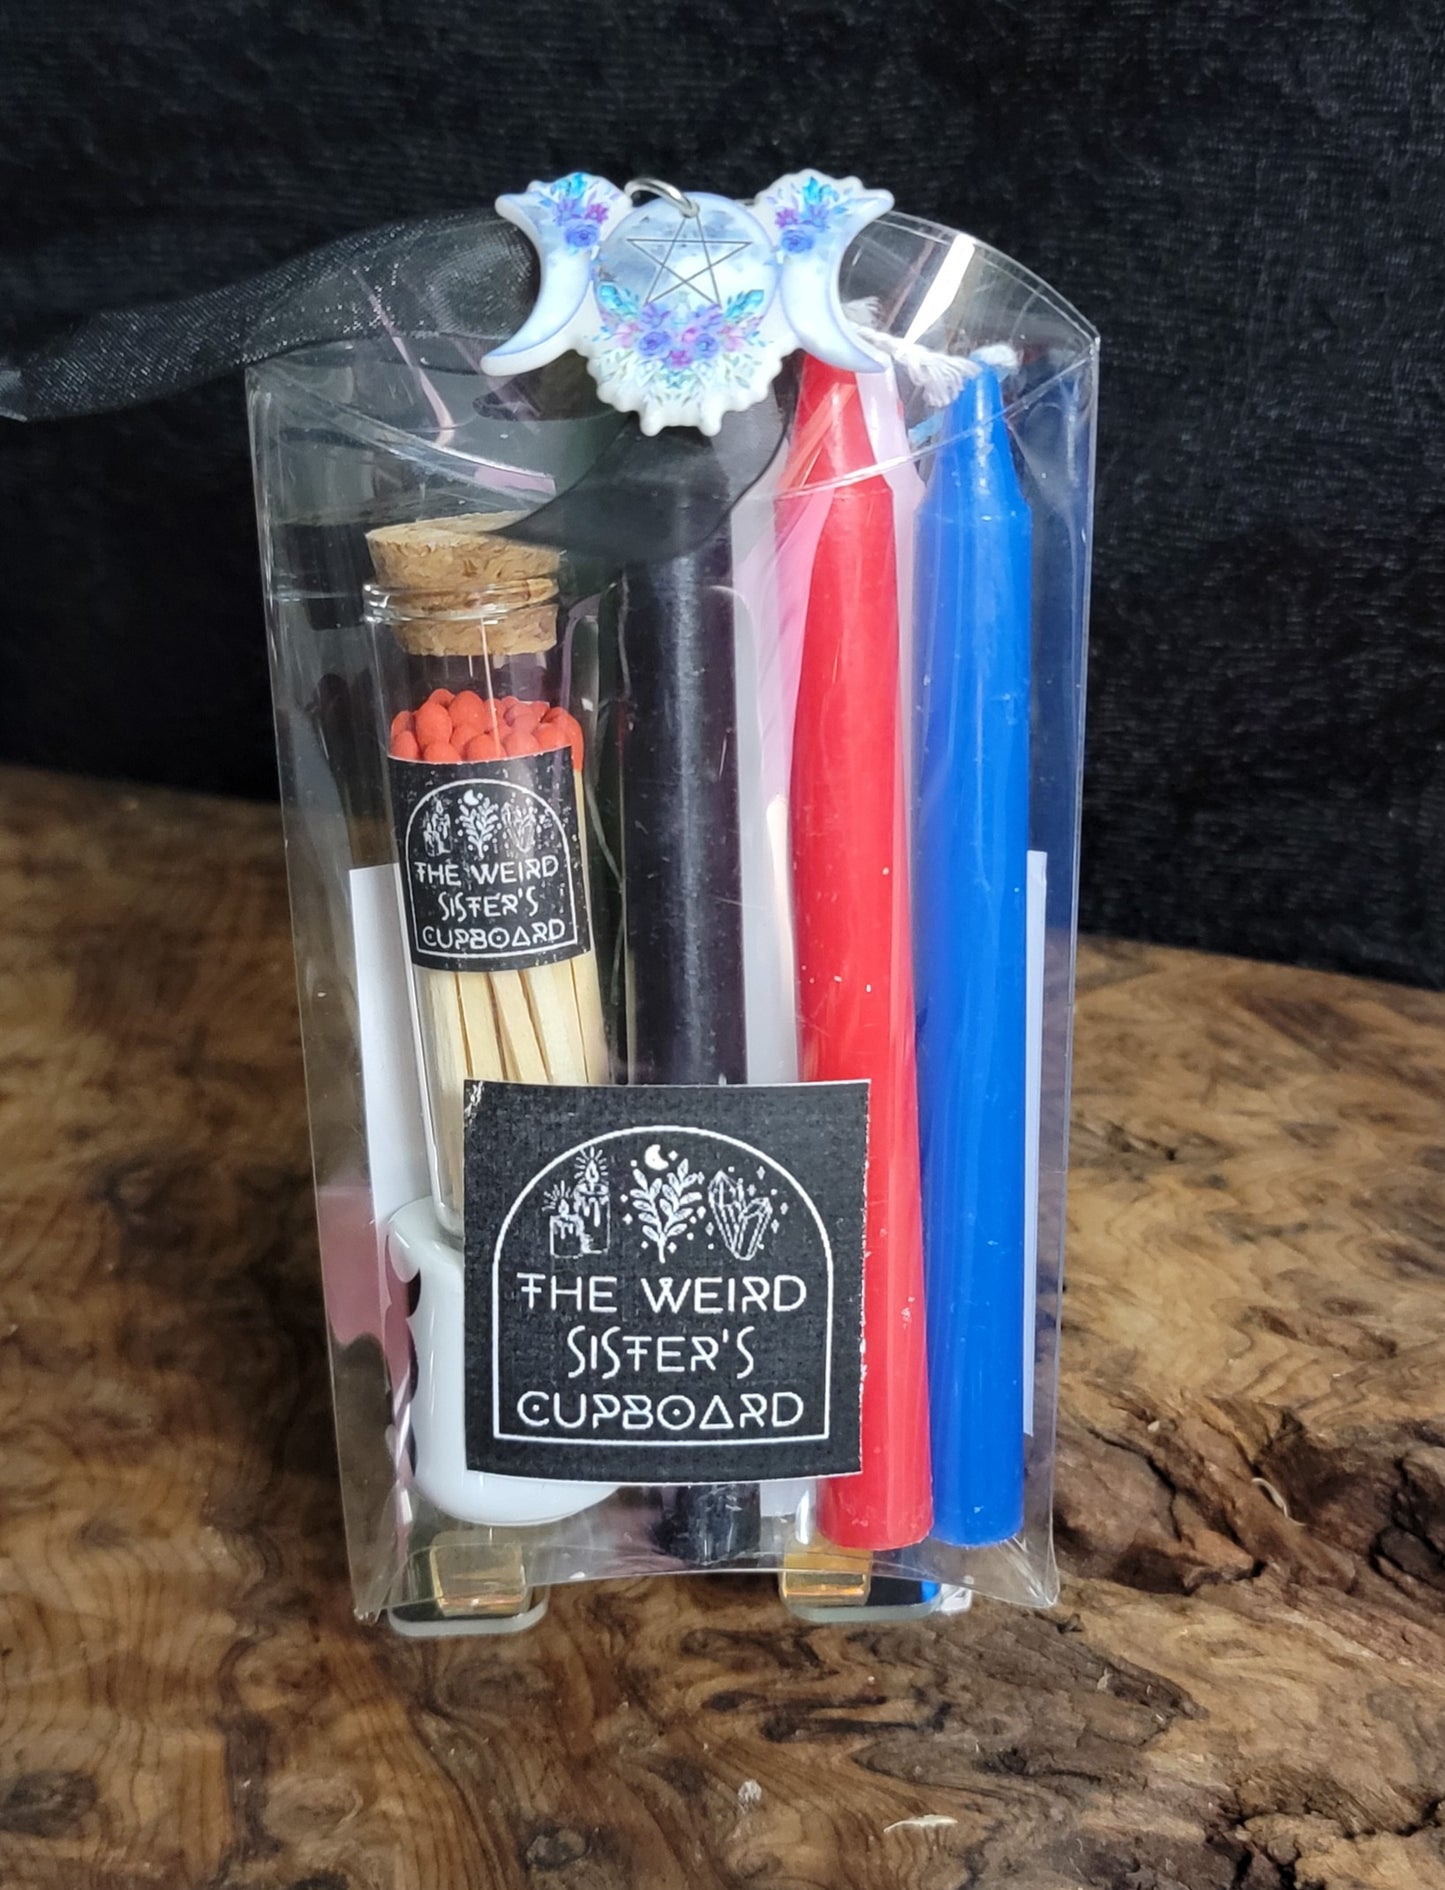 THE WEIRD
SISTER'S
CUPBOARD
THE WEIRD
SISTER'S
CUPBOARD